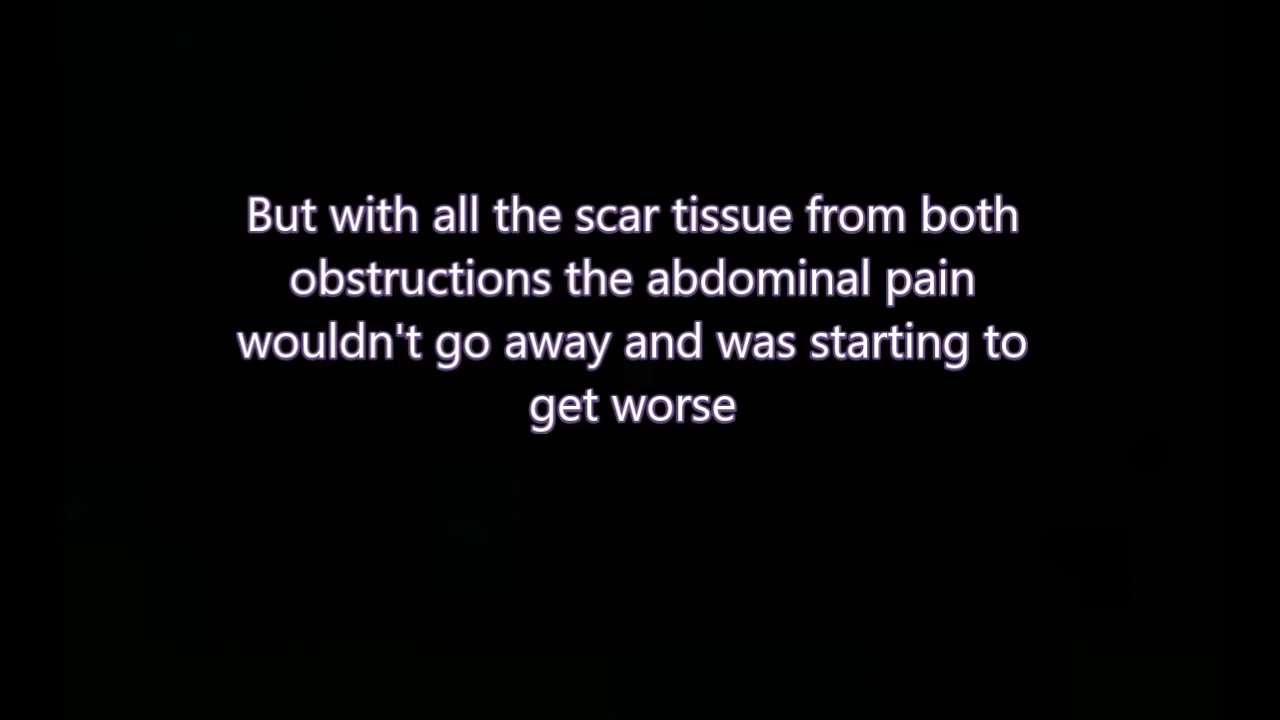 But with all the scar tissue from both
obstructions the abdominal pain
wouldn't go away and was starting to
get worse